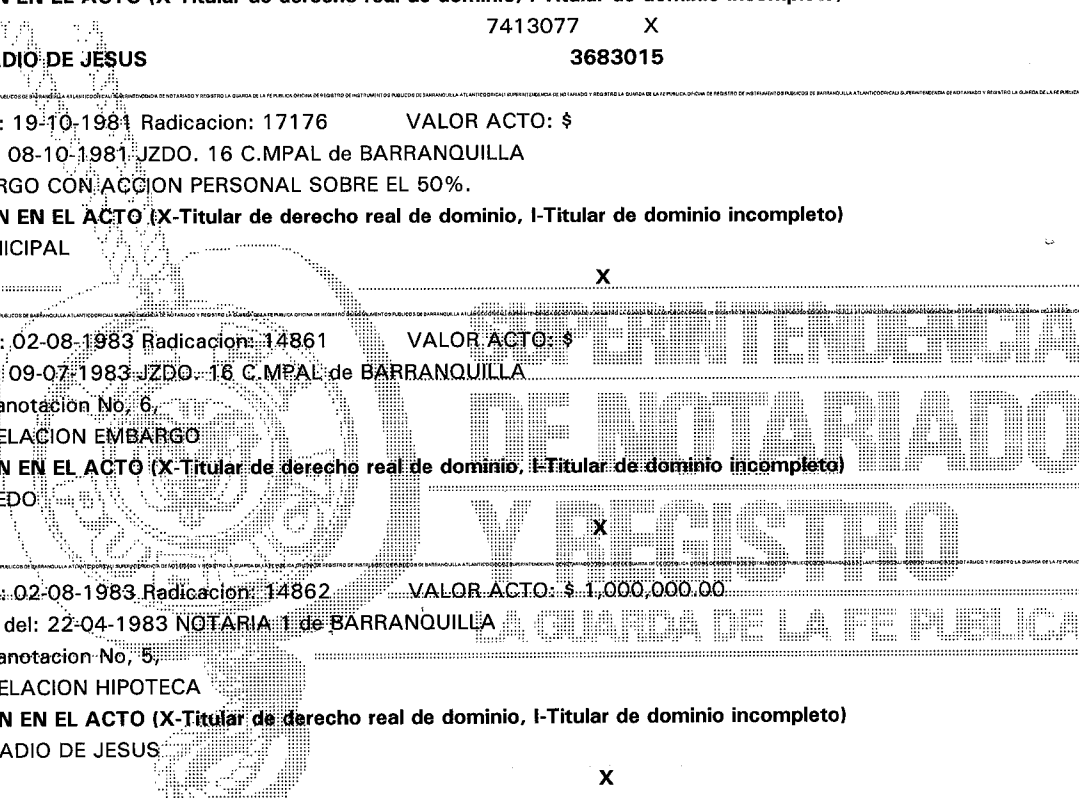 N EN EL ACTO (X-Titular de derecho real de dominio, I-Titular de dominio incompleto)
7413077 X
ADIO DE JESUS 3683015
: 19-10-1981 Radicacion: 17176 VALOR ACTO: $
08-10-1981 JZDO. 16 C.MPAL de BARRANQUILLA
RGO CON ACCION PERSONAL SOBRE EL 50%.
N EN EL ACTO (X-Titular de derecho real de dominio, I-Titular de dominio incompleto)
NICIPAL
X
SUPERINTENDENCIA
: 02-08-1983 Radicacion: 14861 VALOR ACTO: $
09-07-1983 JZDO. 16 C.MPAL de BARRANQUILLA
anotacion No, 6,
DE NOTARIADO
ELACION EMBARGO
N EN EL ACTO (X-Titular de derecho real de dominio, I-Titular de dominio incompleto)
EDO
X
Y REGISTRO
: 02-08-1983 Radicacion: 14862 VALOR ACTO: $ 1,000,000.00
del: 22-04-1983 NOTARIA 1 de BARRANQUILLA
LA GUARDA DE LA FE PUBLICA
anotacion No, 5,
ELACION HIPOTECA
N EN EL ACTO (X-Titular de derecho real de dominio, I-Titular de dominio incompleto)
ADIO DE JESUS
X